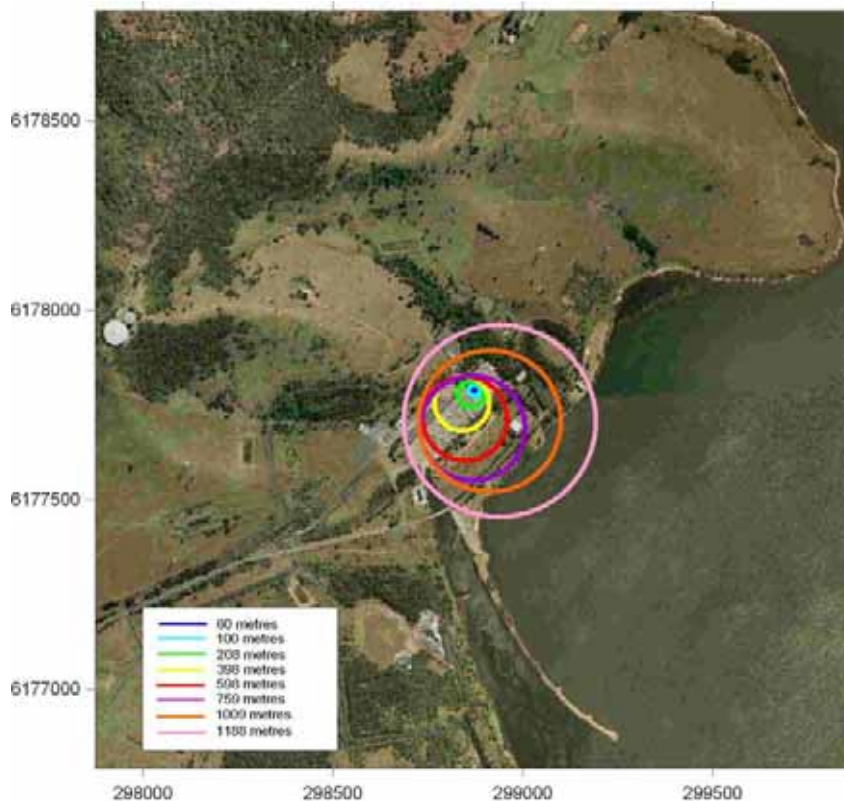 6178500
6178000
6177500
6177000
60 metres
100 metres
208 metres
398 metres
598 metres
759 metres
1009 metres
1188 metres
298000 298500 299000 299500